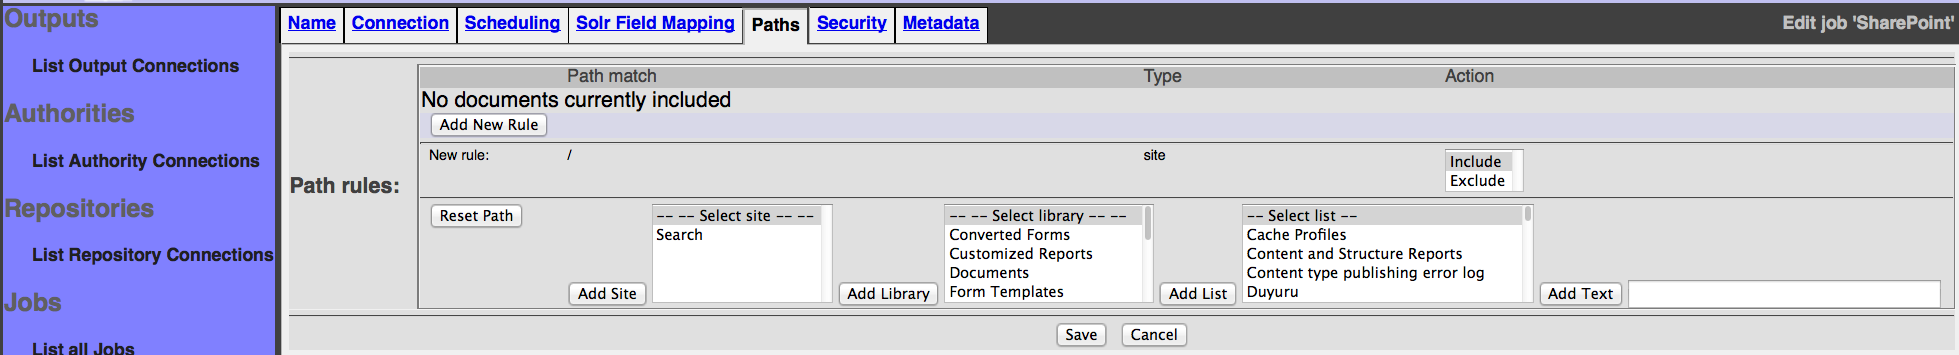 Outputs
List Output Connections
Authorities
List Authority Connections
Repositories
List Repository Connections
Jobs
List all Jobs
Name Connection Scheduling Solr Field Mapping Paths Security Metadata Edit job 'SharePoint'
Path rules:
Path match Type Action
No documents currently included
Add New Rule
New rule: / site Include
Exclude
Reset Path
Add Site
-- -- Select site -- --
Search
Add Library
-- -- Select library -- --
Converted Forms
Customized Reports
Documents
Form Templates
Add List
-- Select list --
Cache Profiles
Content and Structure Reports
Content type publishing error log
Duyuru
Add Text
Save Cancel